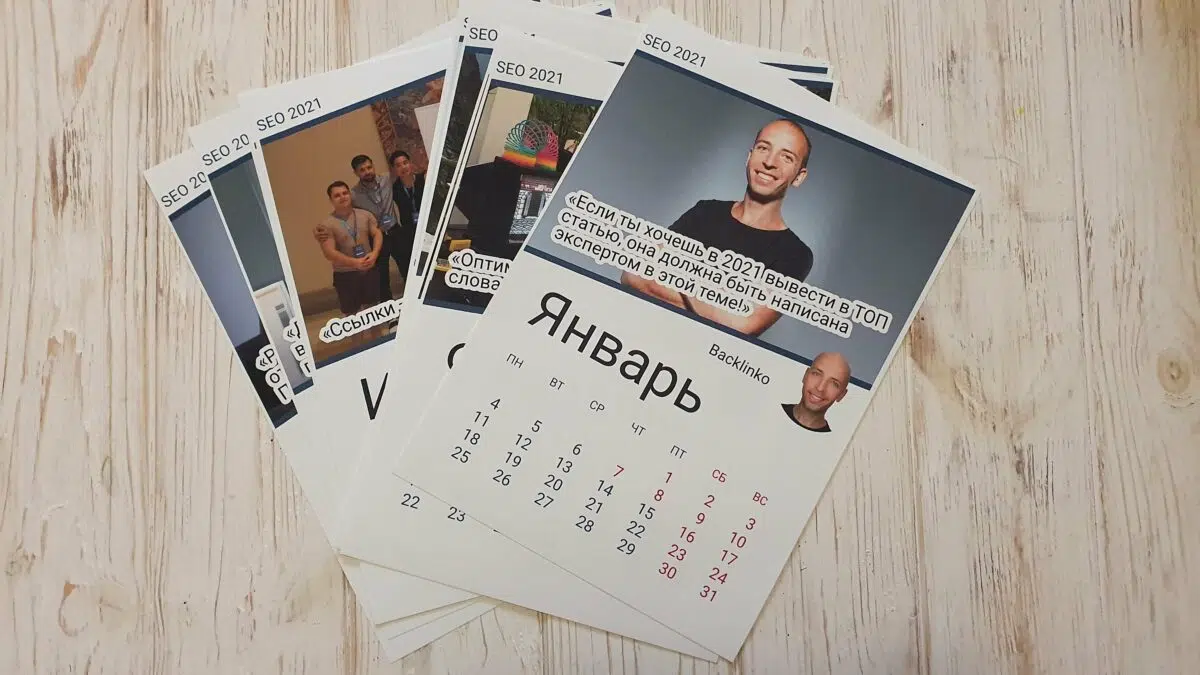 SEO 2021
«Если ты хочешь в 2021 вывести в ТОП
статью, она должна быть написана
экспертом в этой теме!»
Backlinko
Январь
ПН ВТ СР ЧТ ПТ СБ ВС
1 2 3
4 5 6 7 8 9 10
11 12 13 14 15 16 17
18 19 20 21 22 23 24
25 26 27 28 29 30 31
SEO 2021
22 23
SEO
SEO 2021
«Ссылки
SEO 20
SEO 20